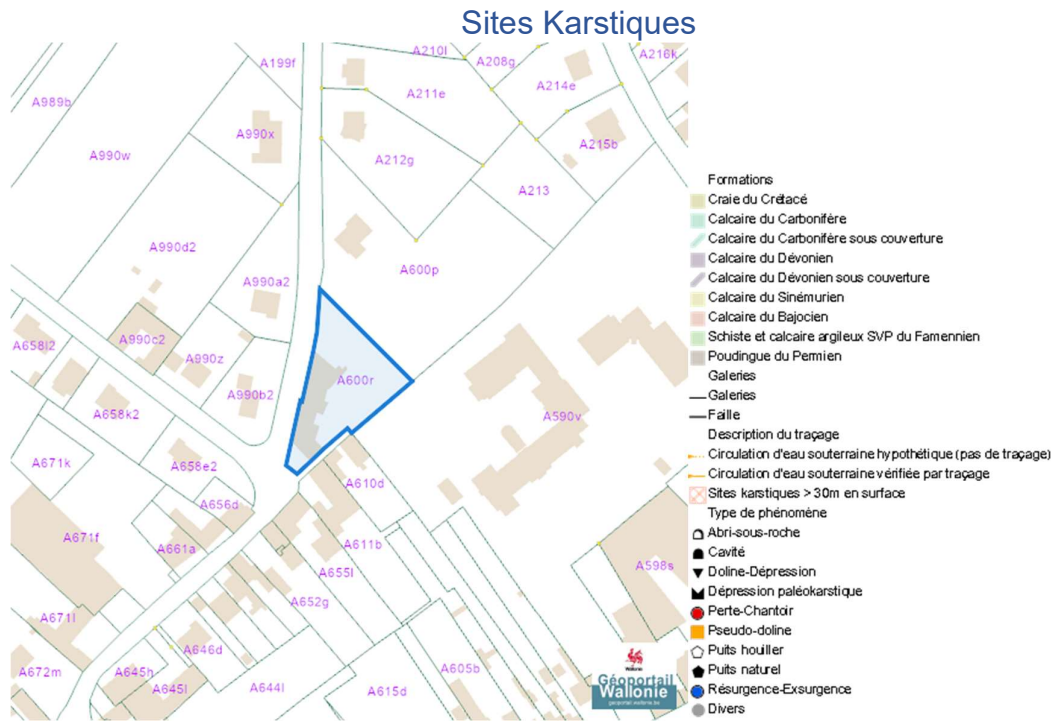 Sites Karstiques
A210l
A208g
A216k
A199f
A989b
A211e
A214e
A990x
A215b
A990w
A212g
A213
A990d2
A600p
A990a2
A658l2
A990c2
A990z
A600r
A990b2
A658k2
A590v
A671k
A658e2
A610d
A656d
A671f
A661a
A611b
A655l
A598s
A652g
A671l
A646d
A672m
A645h
A645l
A644l
A615d
A605b
Wallonie
Géoportail
Wallonie
geoportail.wallonie.be
Formations
Craie du Crétacé
Calcaire du Carbonifère
Calcaire du Carbonifère sous couverture
Calcaire du Dévonien
Calcaire du Dévonien sous couverture
Calcaire du Sinémurien
Calcaire du Bajocien
Schiste et calcaire argileux SVP du Famennien
Poudingue du Permien
Galeries
Galeries
Faille
Description du traçage
Circulation d'eau souterraine hypothétique (pas de traçage)
Circulation d'eau souterraine vérifiée par traçage
Sites karstiques > 30m en surface
Type de phénomène
Abri-sous-roche
Cavité
Doline-Dépression
Dépression paléokarstique
Perte-Chantoir
Pseudo-doline
Puits houiller
Puits naturel
Résurgence-Exsurgence
Divers